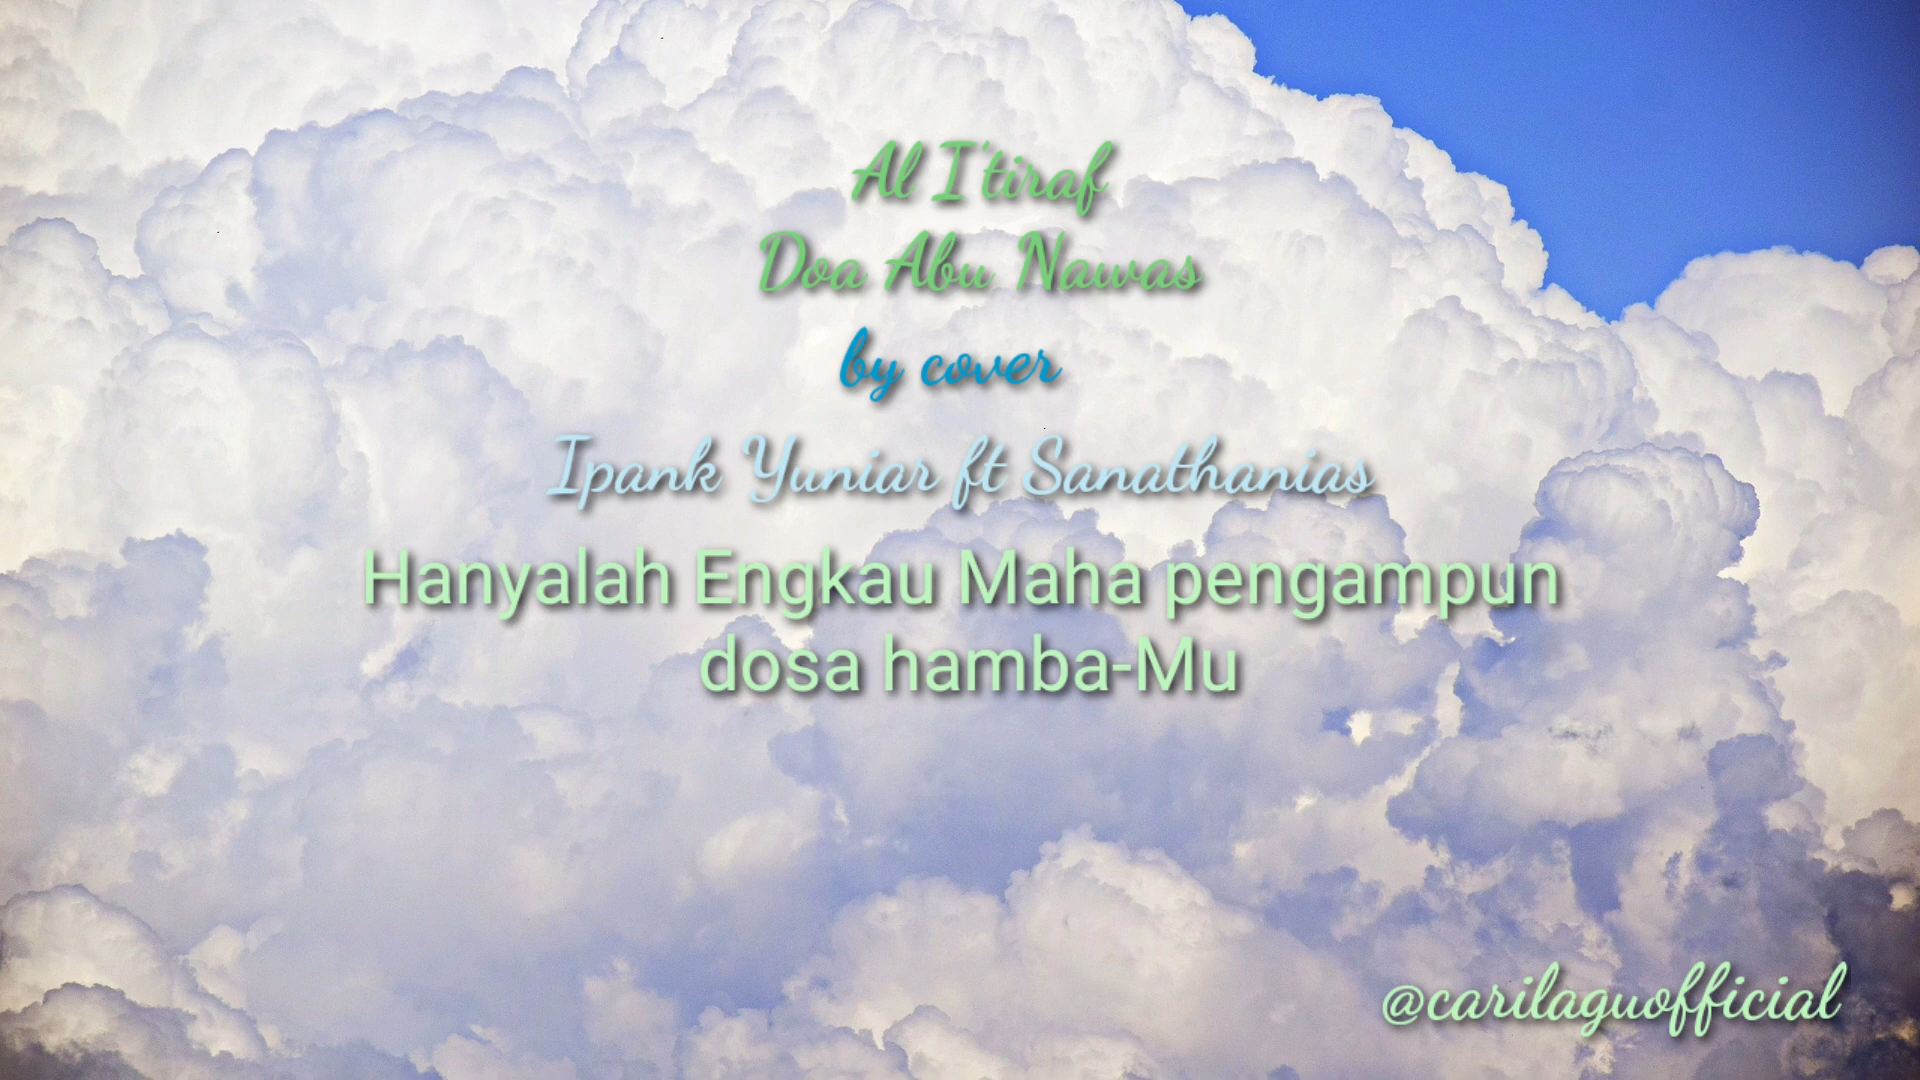 Al I'tiraf
Doa Abu Nawas
by cover
Ipank Yuniar ft Sanathanias
Hanyalah Engkau Maha pengampun
dosa hamba-Mu
@carilaguofficial